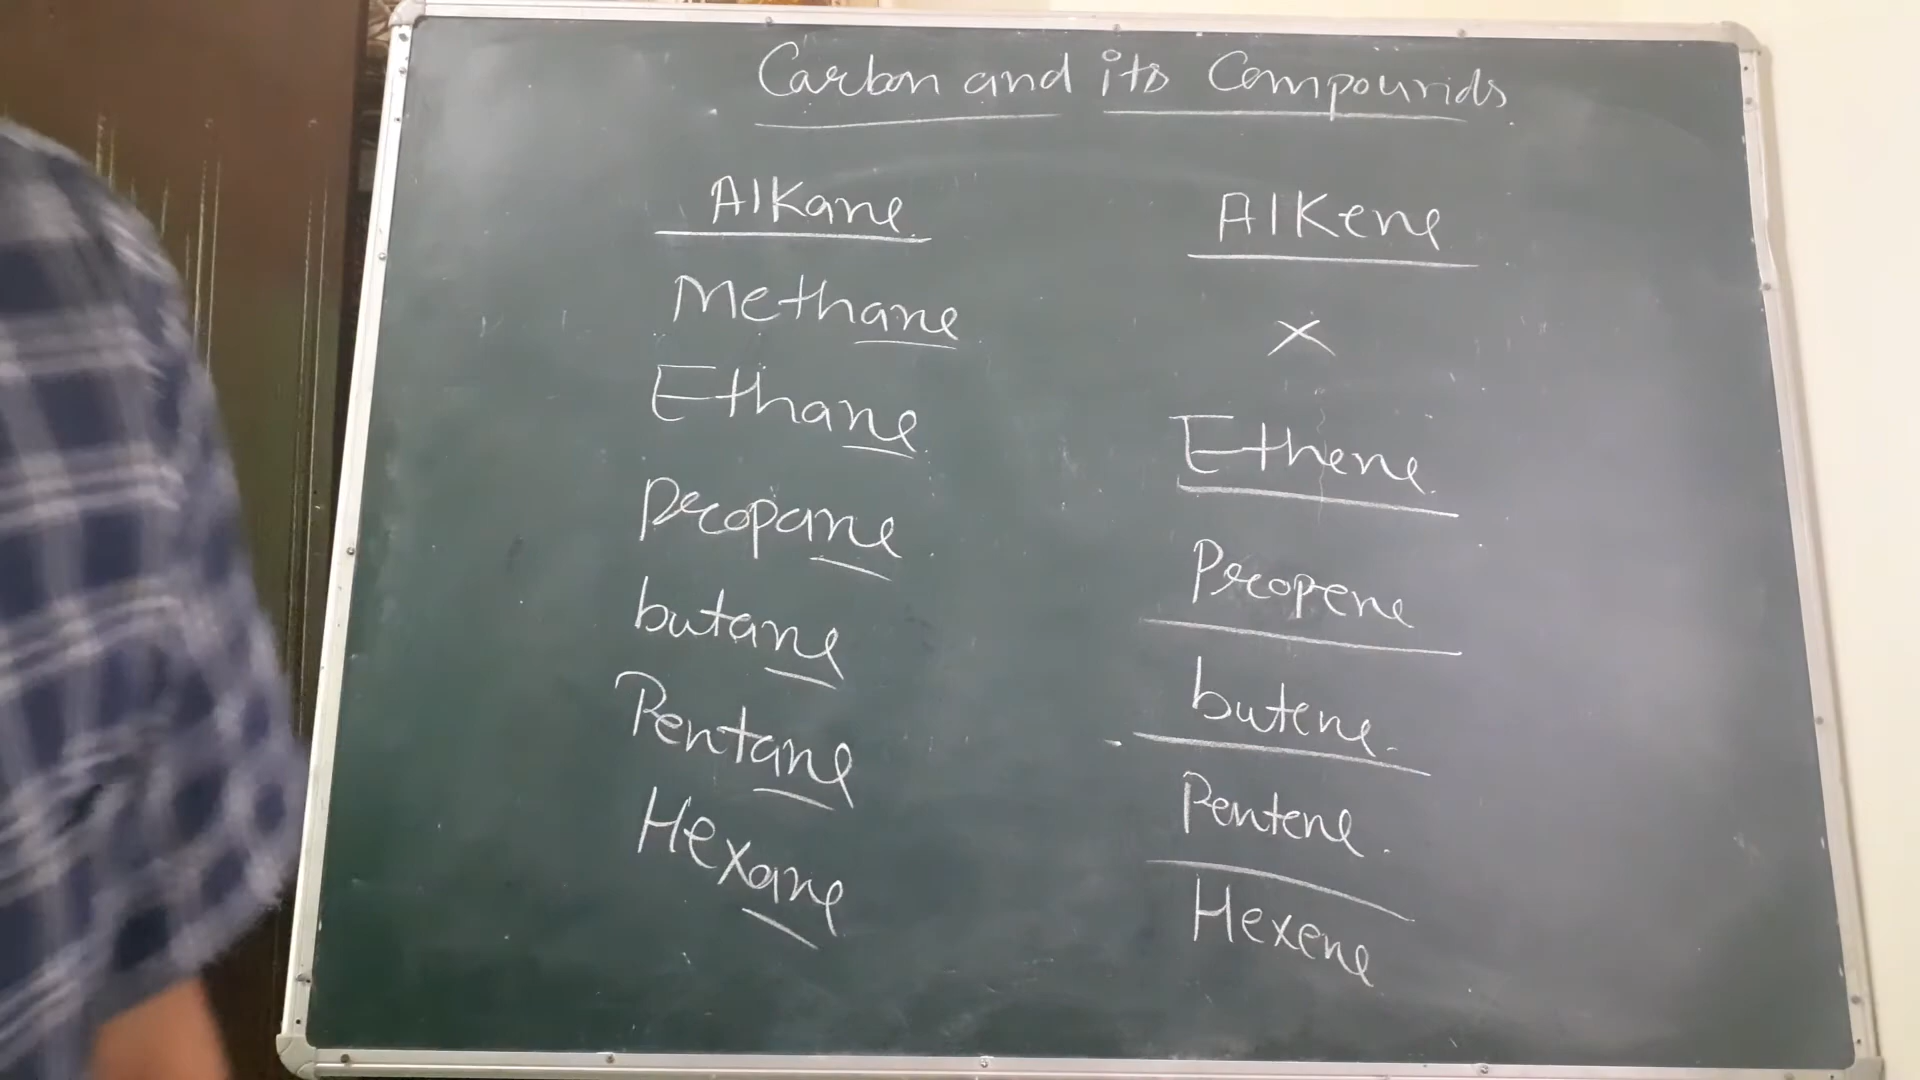 Carbon and its Compounds
Alkane Alkene
Methane ×
Ethane Ethene
propane Propene
butane butene
Pentane Pentene
Hexane Hexene